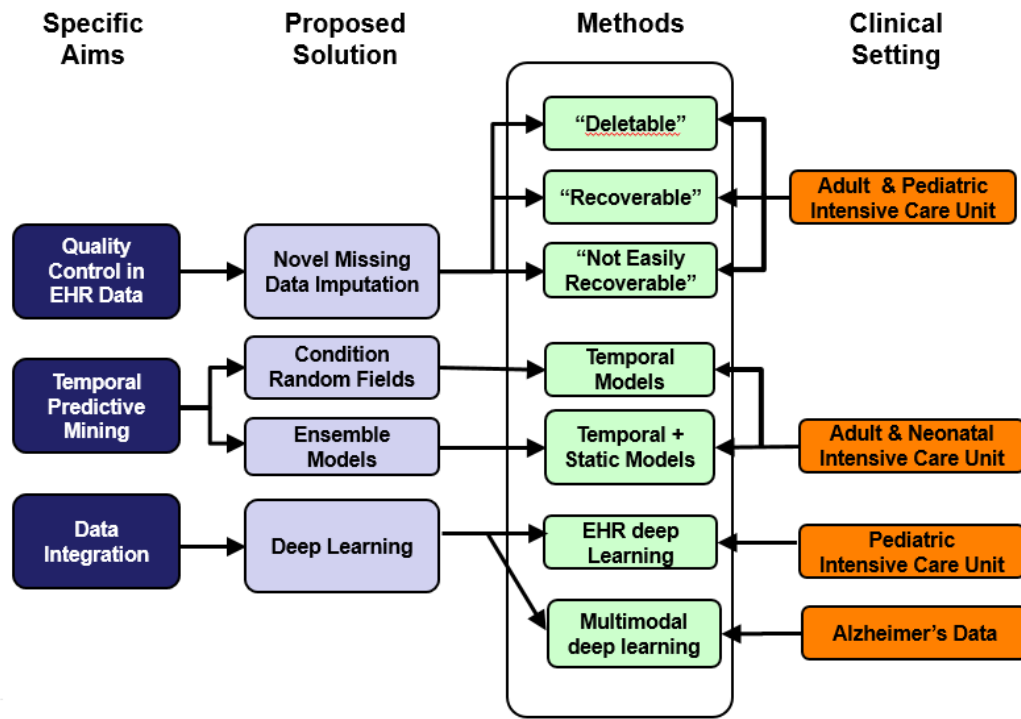 Specific
Aims
Proposed
Solution
Methods
Clinical
Setting
“Deletable”
“Recoverable”
Adult & Pediatric
Intensive Care Unit
Quality
Control in
EHR Data
Novel Missing
Data Imputation
“Not Easily
Recoverable”
Temporal
Predictive
Mining
Condition
Random Fields
Temporal
Models
Ensemble
Models
Temporal +
Static Models
Adult & Neonatal
Intensive Care Unit
Data
Integration
Deep Learning
EHR deep
Learning
Pediatric
Intensive Care Unit
Multimodal
deep learning
Alzheimer’s Data